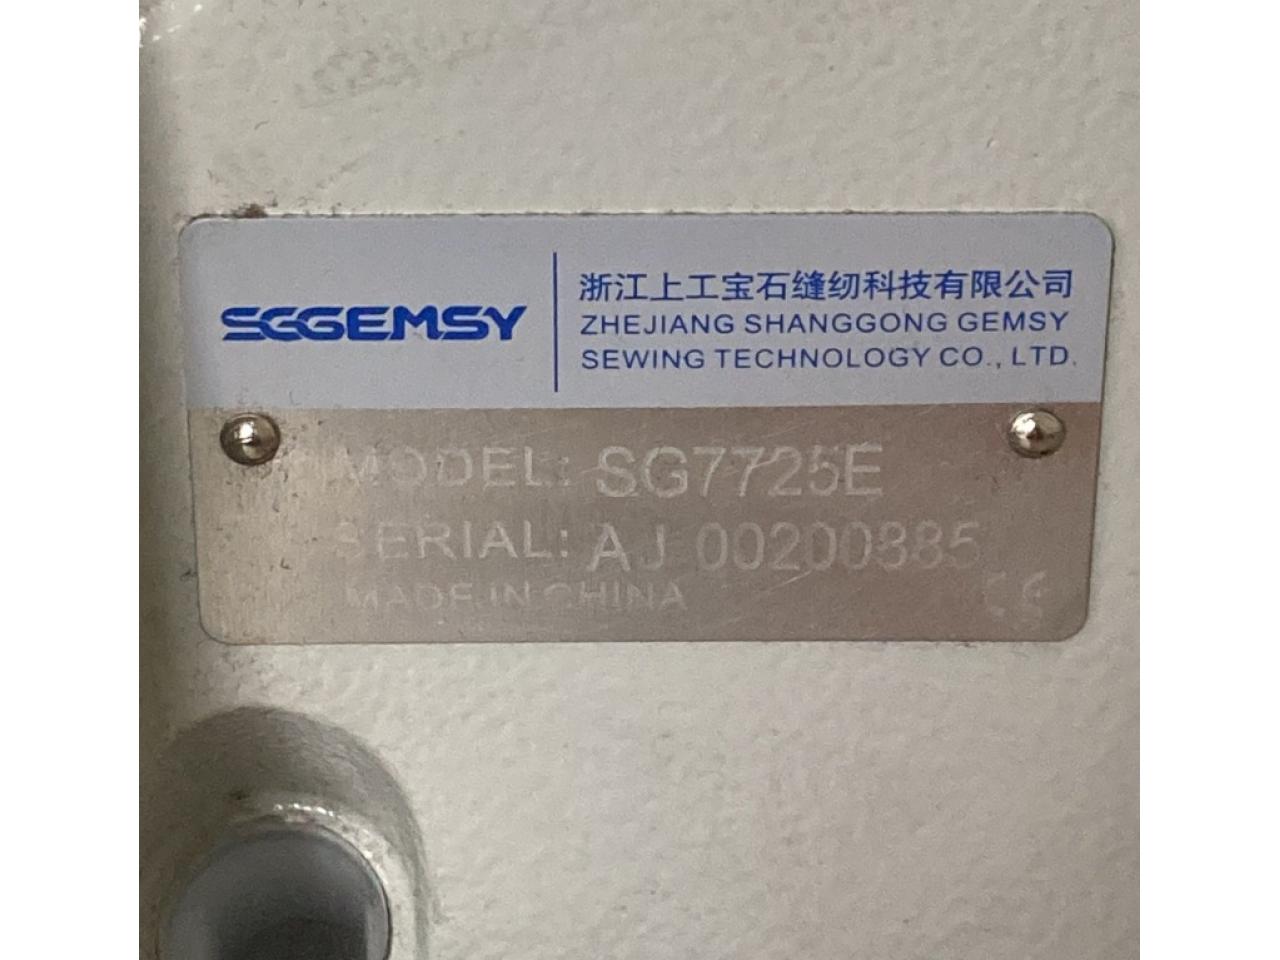 SGGEMSY
浙江上工宝石缝纫科技有限公司
ZHEJIANG SHANGGONG GEMSY
SEWING TECHNOLOGY CO., LTD.
MODEL: SG7725E
SERIAL: AJ 00200885
MADE IN CHINA
CE